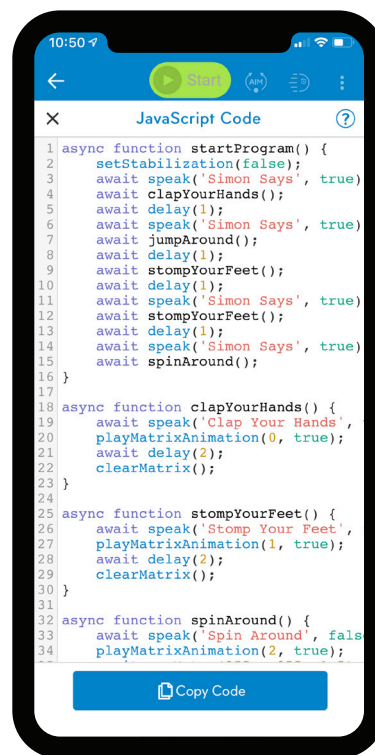 10:50
Start
AIM
JavaScript Code
?
1 async function startProgram() {
2 setStabilization(false);
3 await speak('Simon Says', true)
4 await clapYourHands();
5 await delay(1);
6 await speak('Simon Says', true)
7 await jumpAround();
8 await delay(1);
9 await stompYourFeet();
10 await delay(1);
11 await speak('Simon Says', true)
12 await stompYourFeet();
13 await delay(1);
14 await speak('Simon Says', true)
15 await spinAround();
16 }
17
18 async function clapYourHands() {
19 await speak('Clap Your Hands',
20 playMatrixAnimation(0, true);
21 await delay(2);
22 clearMatrix();
23 }
24
25 async function stompYourFeet() {
26 await speak('Stomp Your Feet',
27 playMatrixAnimation(1, true);
28 await delay(2);
29 clearMatrix();
30 }
31
32 async function spinAround() {
33 await speak('Spin Around', fals
34 playMatrixAnimation(2, true);
Copy Code